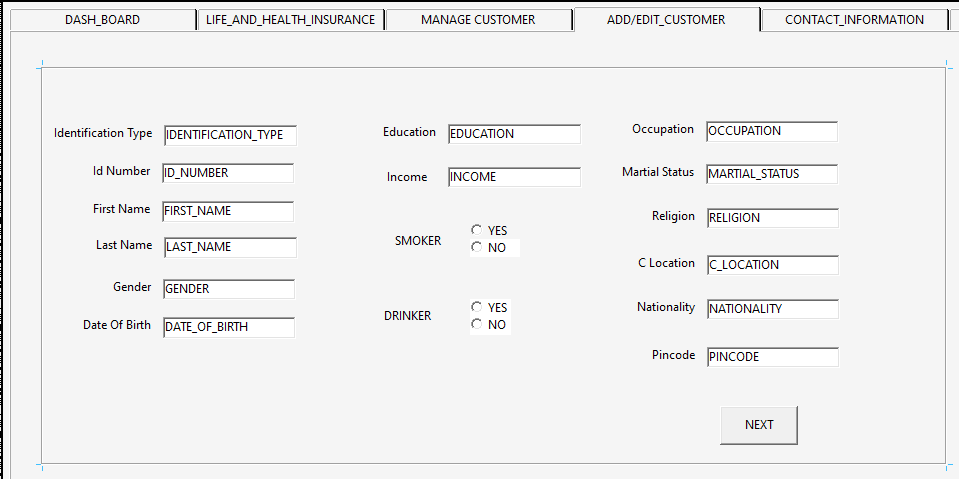 DASH_BOARD
LIFE_AND_HEALTH_INSURANCE
MANAGE CUSTOMER
ADD/EDIT_CUSTOMER
CONTACT_INFORMATION
Identification Type IDENTIFICATION_TYPE
Id Number ID_NUMBER
First Name FIRST_NAME
Last Name LAST_NAME
Gender GENDER
Date Of Birth DATE_OF_BIRTH
Education EDUCATION
Income INCOME
SMOKER
YES
NO
DRINKER
YES
NO
Occupation OCCUPATION
Martial Status MARTIAL_STATUS
Religion RELIGION
C Location C_LOCATION
Nationality NATIONALITY
Pincode PINCODE
NEXT